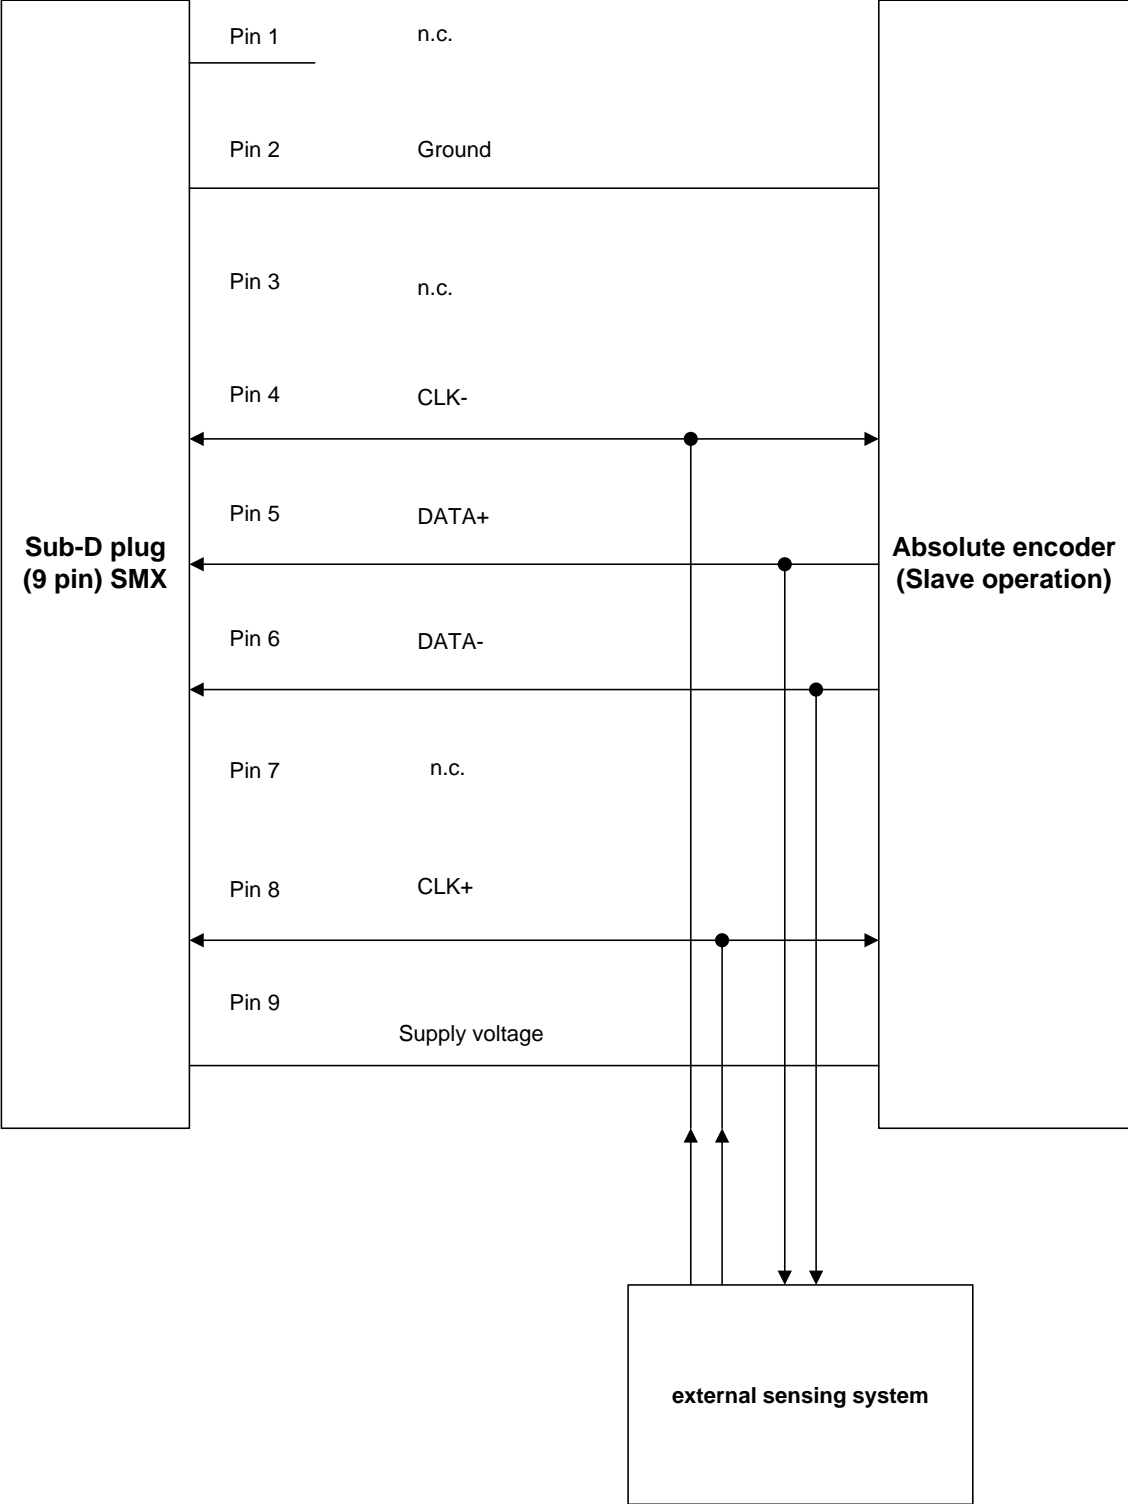 Pin 1 n.c.
Pin 2 Ground
Pin 3 n.c.
Pin 4 CLK-
Pin 5 DATA+
Sub-D plug
(9 pin) SMX
Absolute encoder
(Slave operation)
Pin 6 DATA-
Pin 7 n.c.
Pin 8 CLK+
Pin 9
Supply voltage
external sensing system